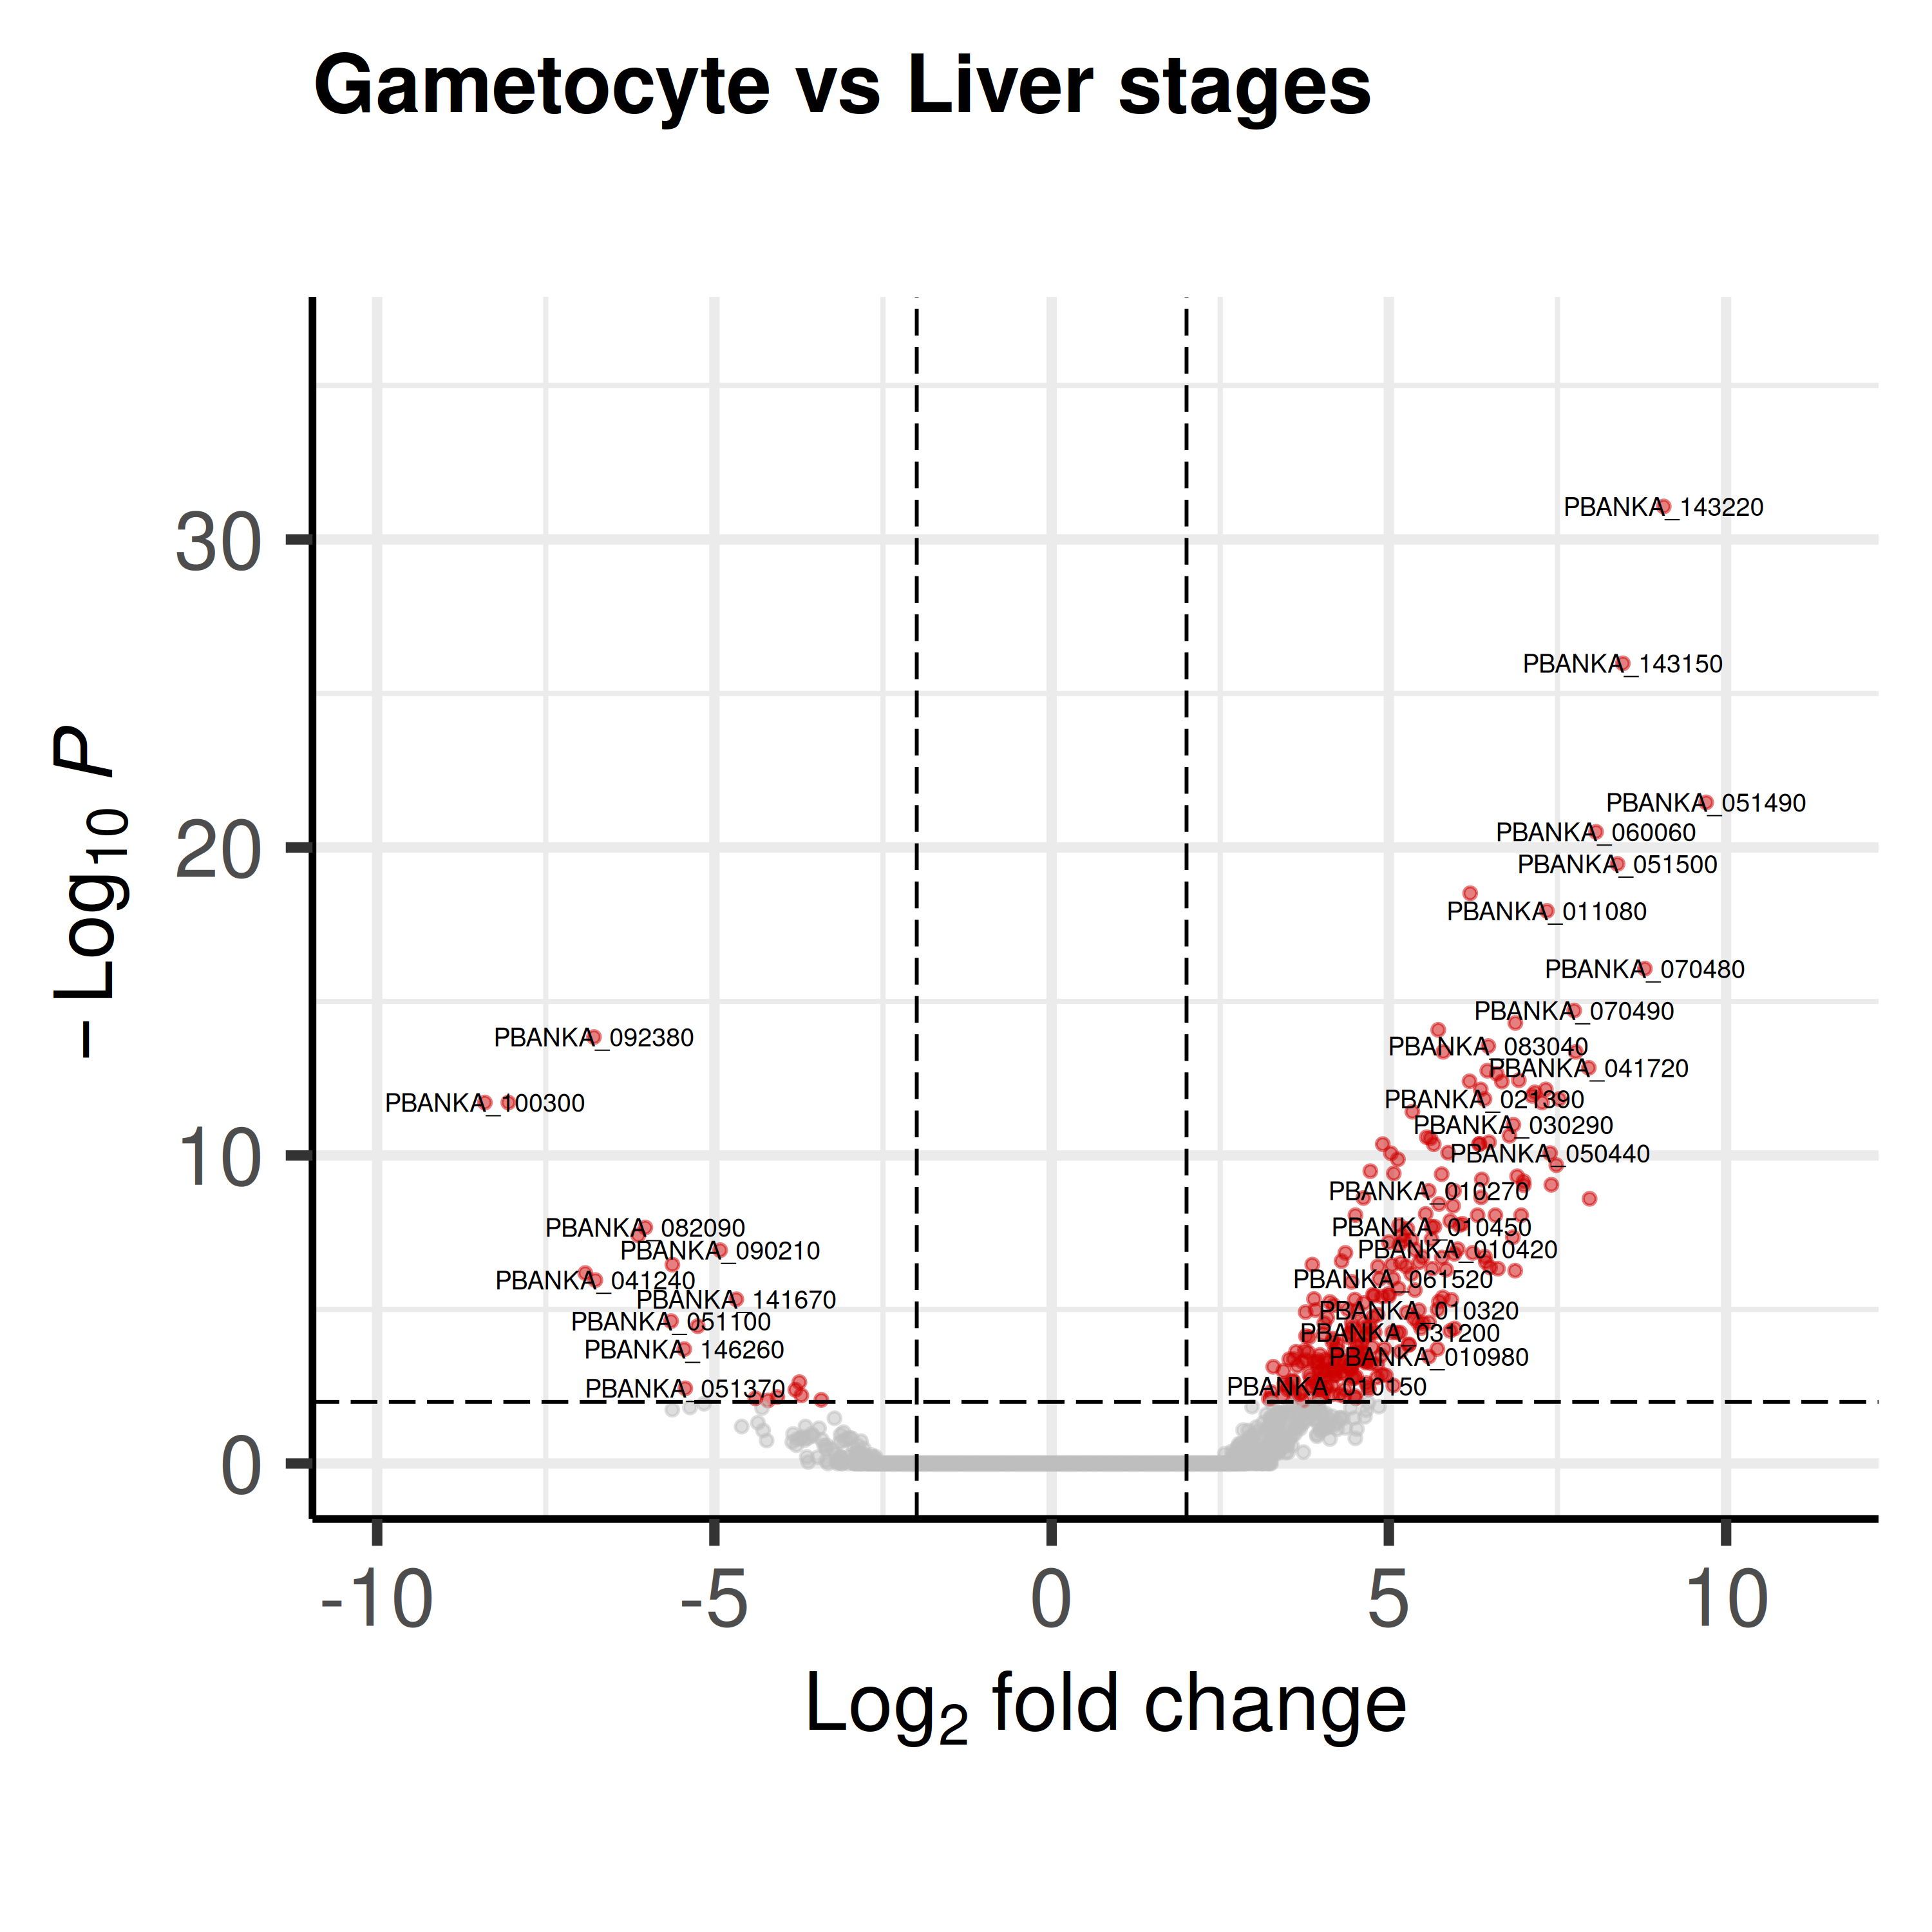 Gametocyte vs Liver stages
− Log10 P
30
20
10
0
PBANKA_143220
PBANKA_143150
PBANKA_051490
PBANKA_060060
PBANKA_051500
PBANKA_011080
PBANKA_070480
PBANKA_070490
PBANKA_092380
PBANKA_083040
PBANKA_041720
PBANKA_100300
PBANKA_021390
PBANKA_030290
PBANKA_050440
PBANKA_010270
PBANKA_082090
PBANKA_010450
PBANKA_090210
PBANKA_010420
PBANKA_041240
PBANKA_061520
PBANKA_141670
PBANKA_010320
PBANKA_051100
PBANKA_031200
PBANKA_146260
PBANKA_010980
PBANKA_051370
PBANKA_010150
-10 -5 0 5 10
Log2 fold change